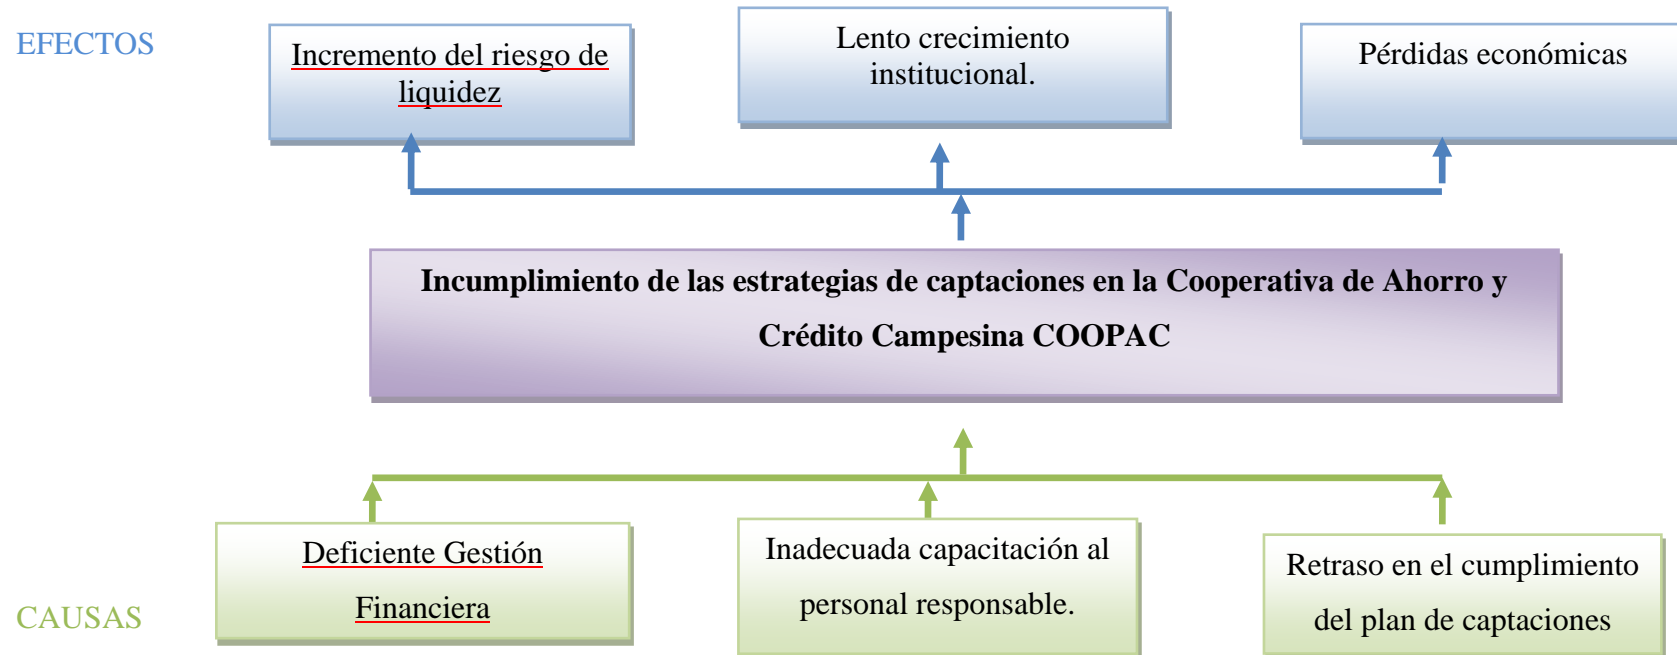 EFECTOS
Incremento del riesgo de
liquidez
Lento crecimiento
institucional.
Pérdidas económicas
Incumplimiento de las estrategias de captaciones en la Cooperativa de Ahorro y
Crédito Campesina COOPAC
Deficiente Gestión
Financiera
Inadecuada capacitación al
personal responsable.
Retraso en el cumplimiento
del plan de captaciones
CAUSAS